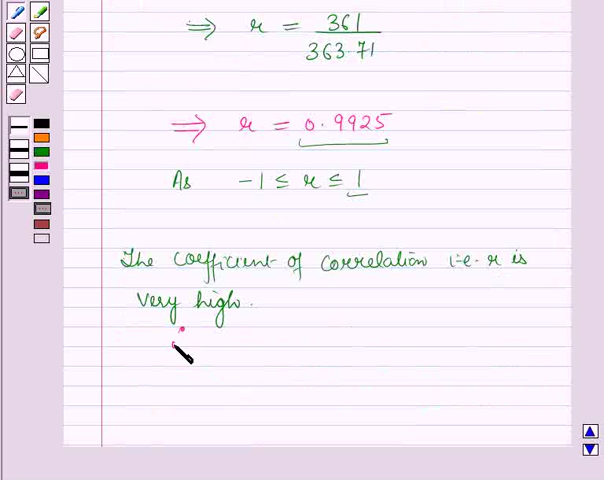 ⇒ r = 361 / 363.71
⇒ r = 0.9925
As -1 ≤ r ≤ 1
The coefficient of correlation i.e. r is
very high.